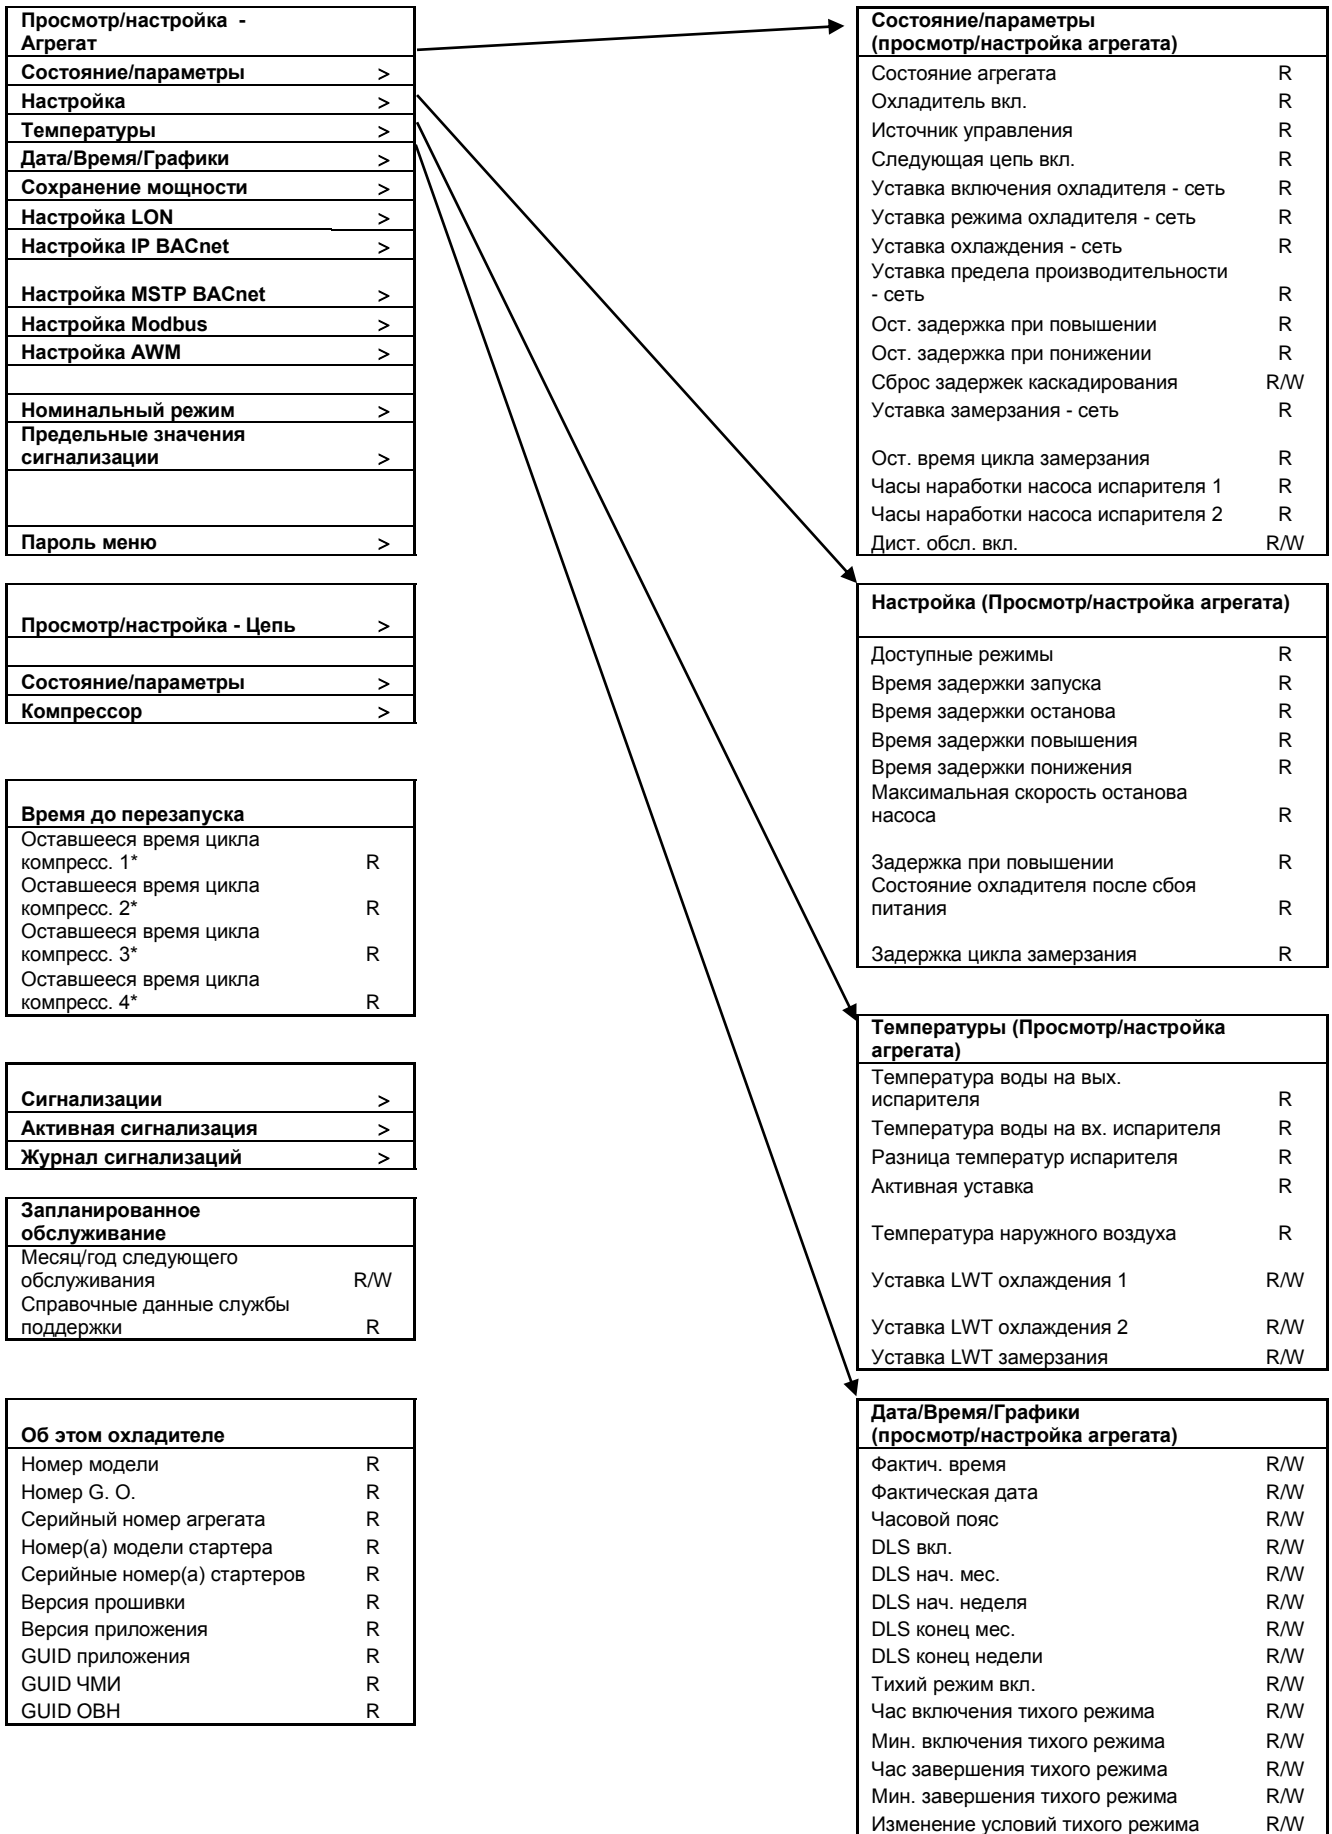 Просмотр/настройка -
Агрегат
Состояние/параметры >
Настройка >
Температуры >
Дата/Время/Графики >
Сохранение мощности >
Настройка LON >
Настройка IP BACnet >
Настройка MSTP BACnet >
Настройка Modbus >
Настройка AWM >
Номинальный режим >
Предельные значения
сигнализации >
Пароль меню >
Просмотр/настройка - Цепь >
Состояние/параметры >
Компрессор >
Время до перезапуска
Оставшееся время цикла
компресс. 1* R
Оставшееся время цикла
компресс. 2* R
Оставшееся время цикла
компресс. 3* R
Оставшееся время цикла
компресс. 4* R
Сигнализации >
Активная сигнализация >
Журнал сигнализаций >
Запланированное
обслуживание
Месяц/год следующего
обслуживания R/W
Справочные данные службы
поддержки R
Об этом охладителе
Номер модели R
Номер G. O. R
Серийный номер агрегата R
Номер(а) модели стартера R
Серийные номер(а) стартеров R
Версия прошивки R
Версия приложения R
GUID приложения R
GUID ЧМИ R
GUID ОВН R
Состояние/параметры
(просмотр/настройка агрегата)
Состояние агрегата R
Охладитель вкл. R
Источник управления R
Следующая цепь вкл. R
Уставка включения охладителя - сеть R
Уставка режима охладителя - сеть R
Уставка охлаждения - сеть R
Уставка предела производительности
- сеть R
Ост. задержка при повышении R
Ост. задержка при понижении R
Сброс задержек каскадирования R/W
Уставка замерзания - сеть R
Ост. время цикла замерзания R
Часы наработки насоса испарителя 1 R
Часы наработки насоса испарителя 2 R
Дист. обсл. вкл. R/W
Настройка (Просмотр/настройка агрегата)
Доступные режимы R
Время задержки запуска R
Время задержки останова R
Время задержки повышения R
Время задержки понижения R
Максимальная скорость останова
насоса R
Задержка при повышении R
Состояние охладителя после сбоя
питания R
Задержка цикла замерзания R
Температуры (Просмотр/настройка
агрегата)
Температура воды на вых.
испарителя R
Температура воды на вх. испарителя R
Разница температур испарителя R
Активная уставка R
Температура наружного воздуха R
Уставка LWT охлаждения 1 R/W
Уставка LWT охлаждения 2 R/W
Уставка LWT замерзания R/W
Дата/Время/Графики
(просмотр/настройка агрегата)
Фактич. время R/W
Фактическая дата R/W
Часовой пояс R/W
DLS вкл. R/W
DLS нач. мес. R/W
DLS нач. неделя R/W
DLS конец мес. R/W
DLS конец недели R/W
Тихий режим вкл. R/W
Час включения тихого режима R/W
Мин. включения тихого режима R/W
Час завершения тихого режима R/W
Мин. завершения тихого режима R/W
Изменение условий тихого режима R/W